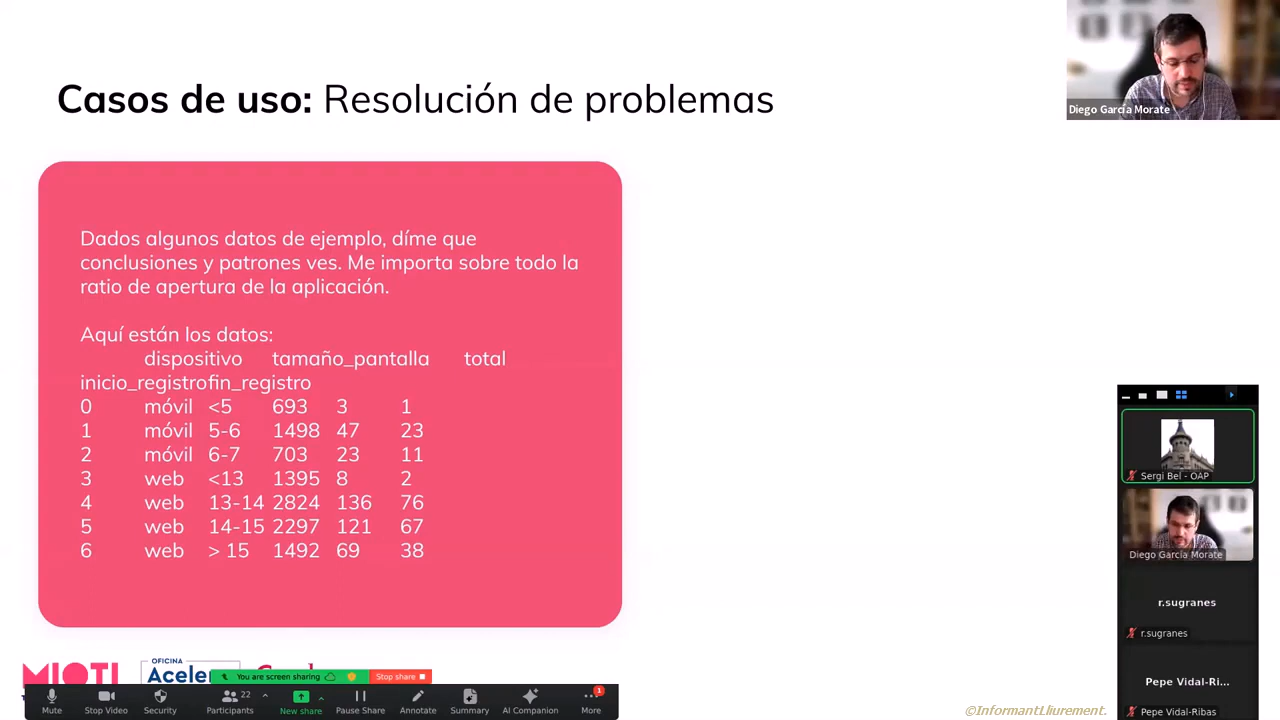 Casos de uso: Resolución de problemas
Diego García Morate
Dados algunos datos de ejemplo, díme que
conclusiones y patrones ves. Me importa sobre todo la
ratio de apertura de la aplicación.
Aquí están los datos:
dispositivo tamaño_pantalla total
inicio_registrofin_registro
0 móvil <5 693 3 1
1 móvil 5-6 1498 47 23
2 móvil 6-7 703 23 11
3 web <13 1395 8 2
4 web 13-14 2824 136 76
5 web 14-15 2297 121 67
6 web > 15 1492 69 38
Sergi Bel - OAP
Diego García Morate
r.sugranes
r.sugranes
Pepe Vidal-Ri...
Pepe Vidal-Ribas
MIOTI
OFICINA
You are screen sharing
Stop share
Mute
Stop Video
Security
Participants
22
New share
Pause Share
Annotate
Summary
AI Companion
More
1
©InformantLliurement.